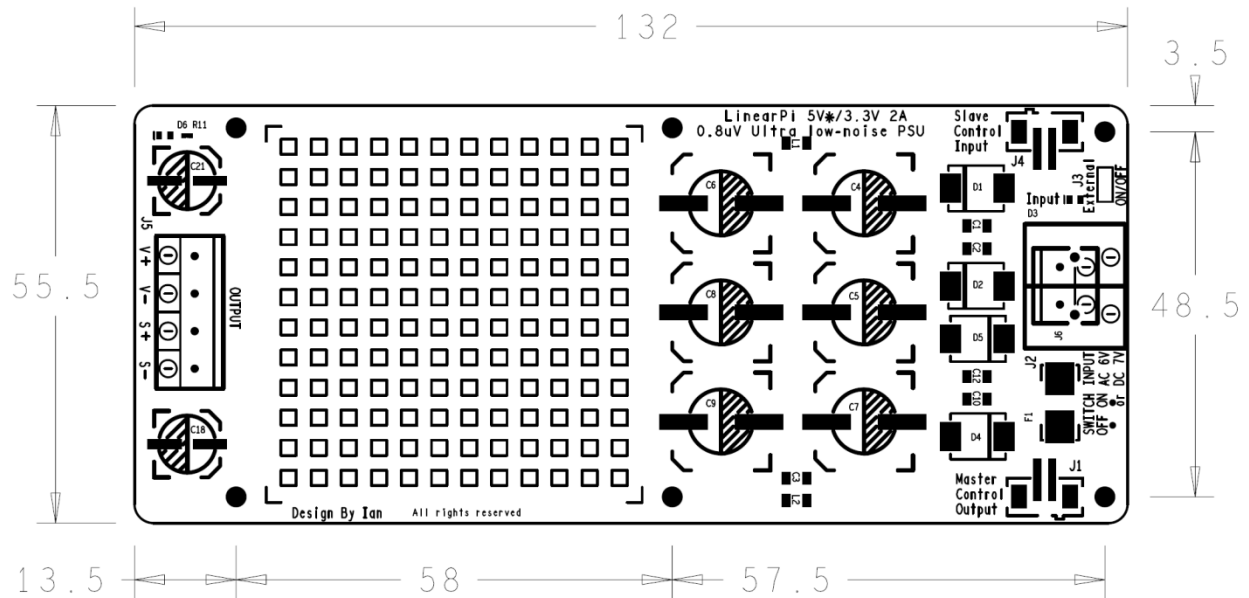 132
3.5
D6 R11
LinearPi 5V*/3.3V 2A
0.8uV Ultra low-noise PSU
L1
Slave
Control
Input
J4
C21
C6
C4
D1
J3
External
ON/OFF
Input
D3
J5
C1
C2
V+
V-
S+
S-
OUTPUT
55.5
C8
C5
D2
D5
J6
48.5
C12
C10
J2
SWITCH INPUT
OFF ON AC 6V
or DC 7V
F1
C9
C7
D4
C18
C3
L2
J1
Master
Control
Output
Design By Ian
All rights reserved
13.5
58
57.5